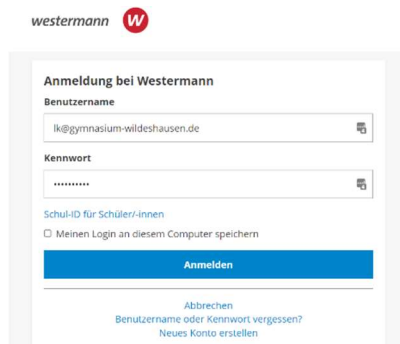 westermann W
Anmeldung bei Westermann
Benutzername
lk@gymnasium-wildeshausen.de
Kennwort
••••••••••
Schul-ID für Schüler/-innen
Meinen Login an diesem Computer speichern
Anmelden
Abbrechen
Benutzername oder Kennwort vergessen?
Neues Konto erstellen